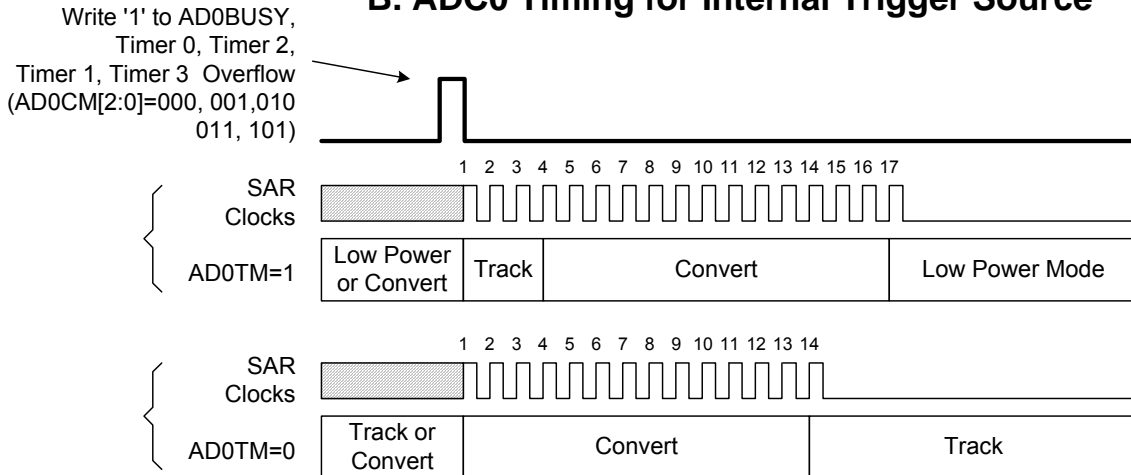 B. ADC0 Timing for Internal Trigger Source
Write '1' to AD0BUSY,
Timer 0, Timer 2,
Timer 1, Timer 3 Overflow
(AD0CM[2:0]=000, 001,010
011, 101)
1 2 3 4 5 6 7 8 9 10 11 12 13 14 15 16 17
SAR
Clocks
AD0TM=1
Low Power
or Convert
Track
Convert
Low Power Mode
1 2 3 4 5 6 7 8 9 10 11 12 13 14
SAR
Clocks
AD0TM=0
Track or
Convert
Convert
Track